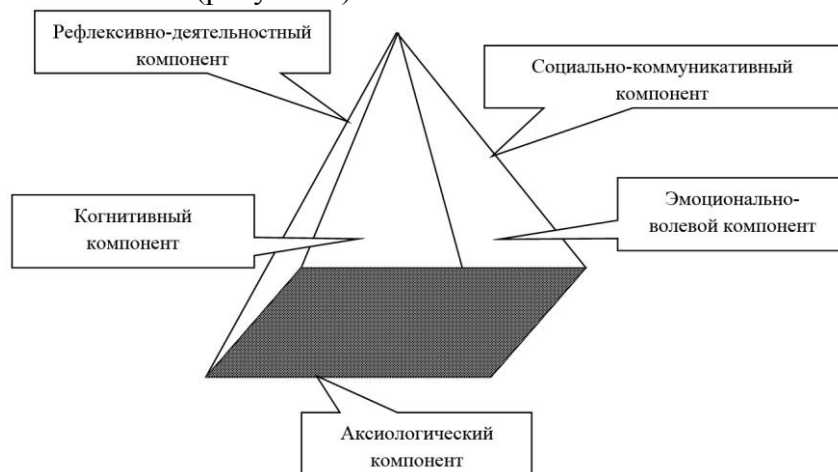 Рефлексивно-деятельностный
компонент
Социально-коммуникативный
компонент
Когнитивный
компонент
Эмоционально-
волевой компонент
Аксиологический
компонент